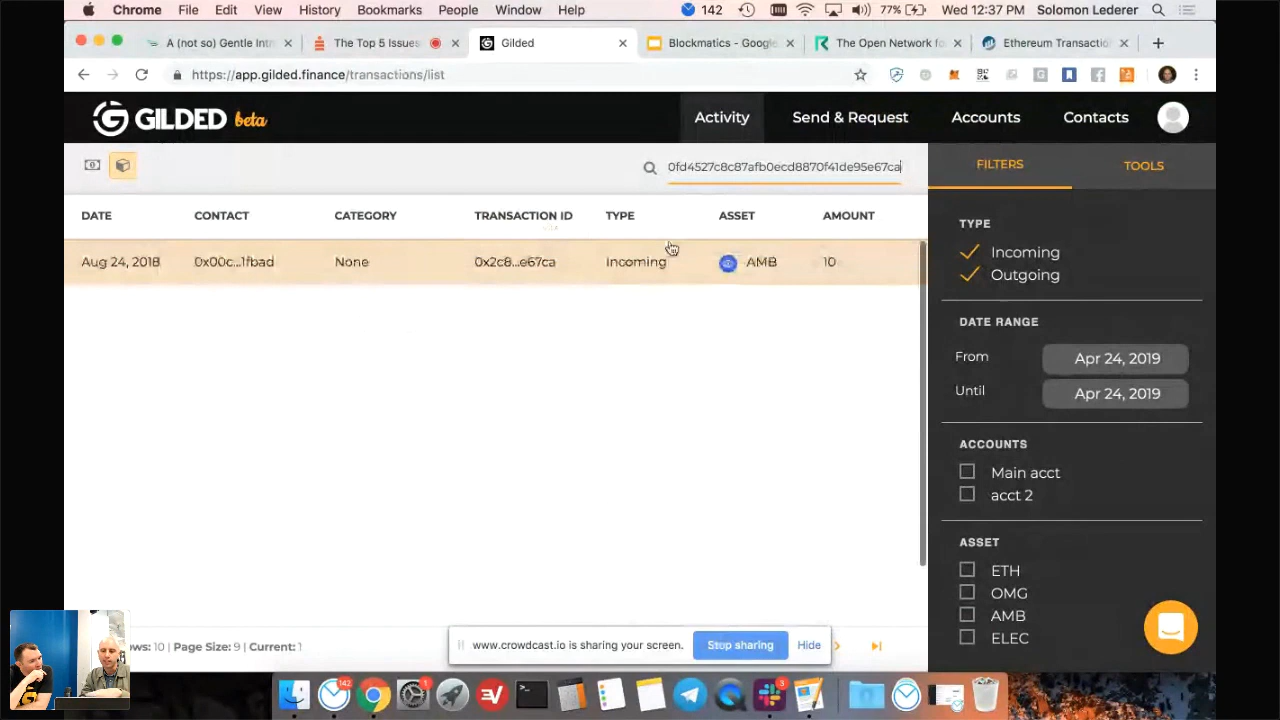 Chrome File Edit View History Bookmarks People Window Help 142 77% Wed 12:37 PM Solomon Lederer
A (not so) Gentle Int
The Top 5 Issues
Gilded
Blockmatics - Google
The Open Network fo
Ethereum Transactio
https://app.gilded.finance/transactions/list
GILDED beta
Activity Send & Request Accounts Contacts
0fd4527c8c87afb0ecd8870f41de95e67ca
FILTERS TOOLS
DATE CONTACT CATEGORY TRANSACTION ID TYPE ASSET AMOUNT
Aug 24, 2018 0x00c...1fbad None 0x2c8...e67ca Incoming AMB 10
TYPE
Incoming
Outgoing
DATE RANGE
From Apr 24, 2019
Until Apr 24, 2019
ACCOUNTS
Main acct
acct 2
ASSET
ETH
OMG
AMB
ELEC
ws: 10 | Page Size: 9 | Current: 1
www.crowdcast.io is sharing your screen. Stop sharing Hide
142
1
3